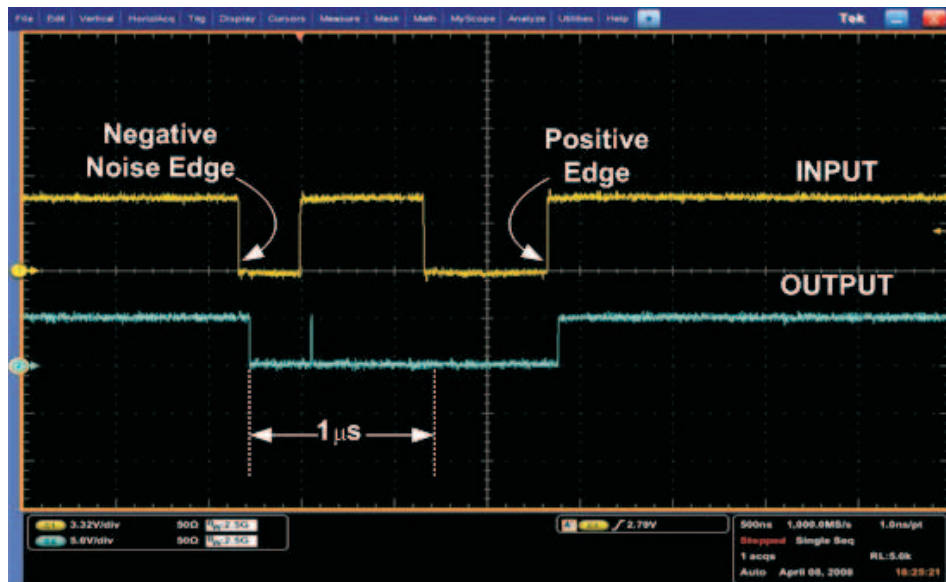 File Edit Vertical Horiz/Acq Trig Display Cursors Measure Mask Math MyScope Analyze Utilities Help Tek
Negative
Noise Edge
Positive
Edge
INPUT
OUTPUT
1 μs
3.32V/div 50Ω 2.5G
5.0V/div 50Ω 2.5G
2.79V
500ns 1,000.0MS/s 1.0ns/pt
Stopped Single Seq
1 acqs RL:5.0k
Auto April 08, 2008 18:25:21